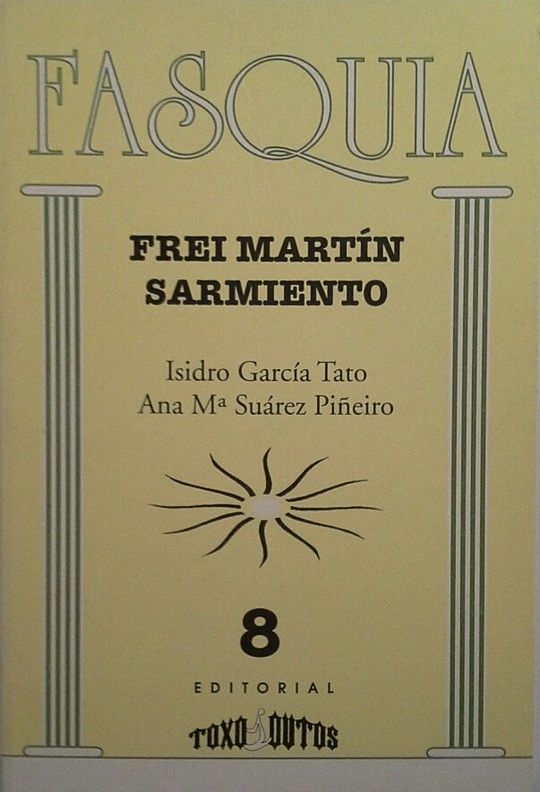 FASQUIA
FREI MARTÍN
SARMIENTO
Isidro García Tato
Ana Mª Suárez Piñeiro
8
EDITORIAL
TOXOSOUTOS